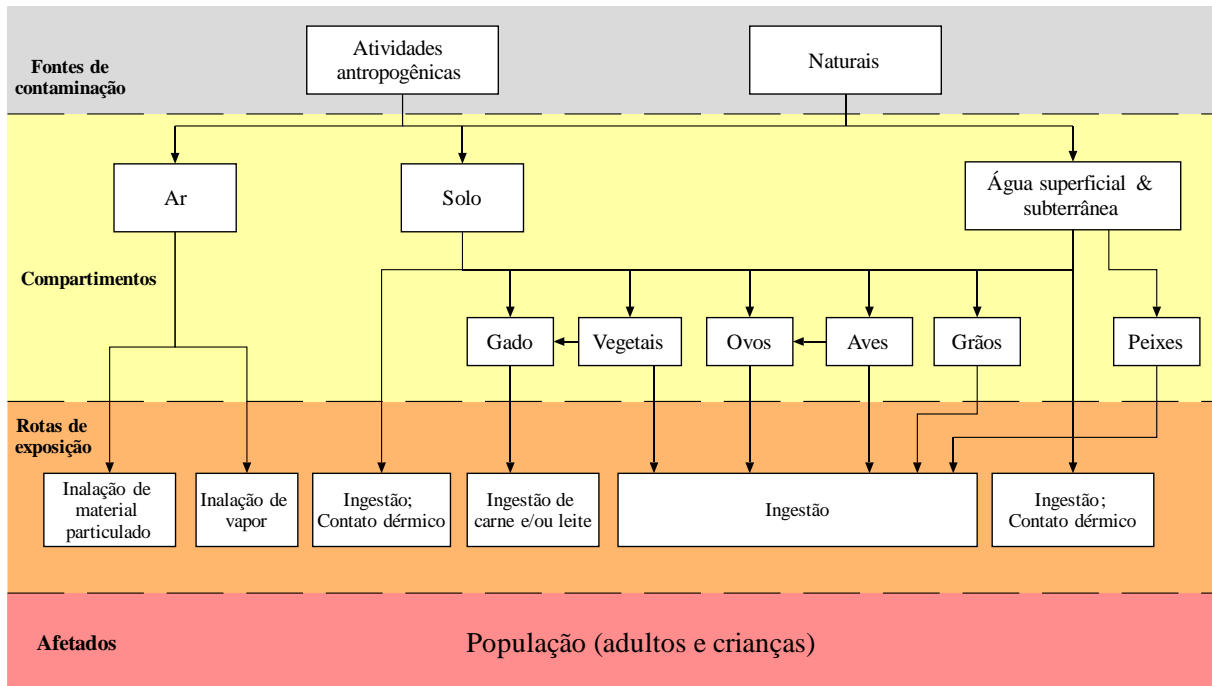 Fontes de
contaminação
Atividades
antropogênicas
Naturais
Ar
Solo
Água superficial &
subterrânea
Compartimentos
Gado
Vegetais
Ovos
Aves
Grãos
Peixes
Rotas de
exposição
Inalação de
material
particulado
Inalação de
vapor
Ingestão;
Contato dérmico
Ingestão de
carne e/ou leite
Ingestão
Ingestão;
Contato dérmico
Afetados
População (adultos e crianças)